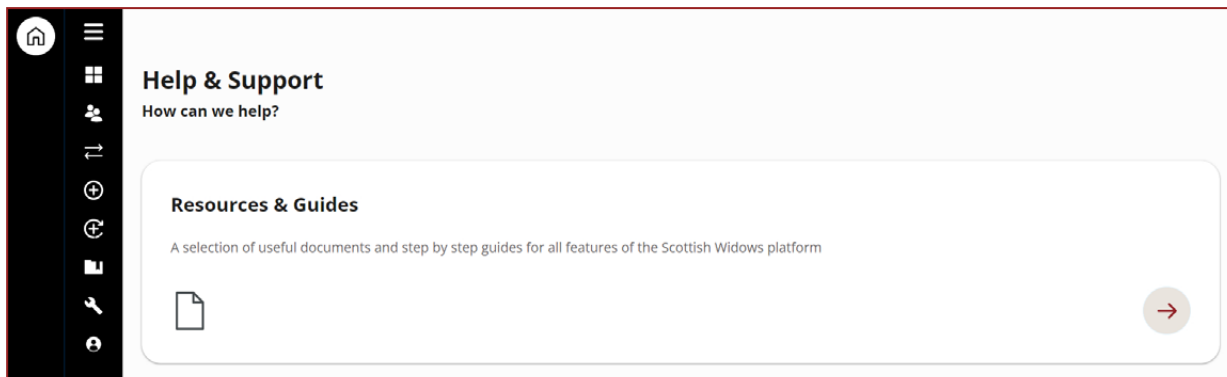 Help & Support
How can we help?
Resources & Guides
A selection of useful documents and step by step guides for all features of the Scottish Widows platform